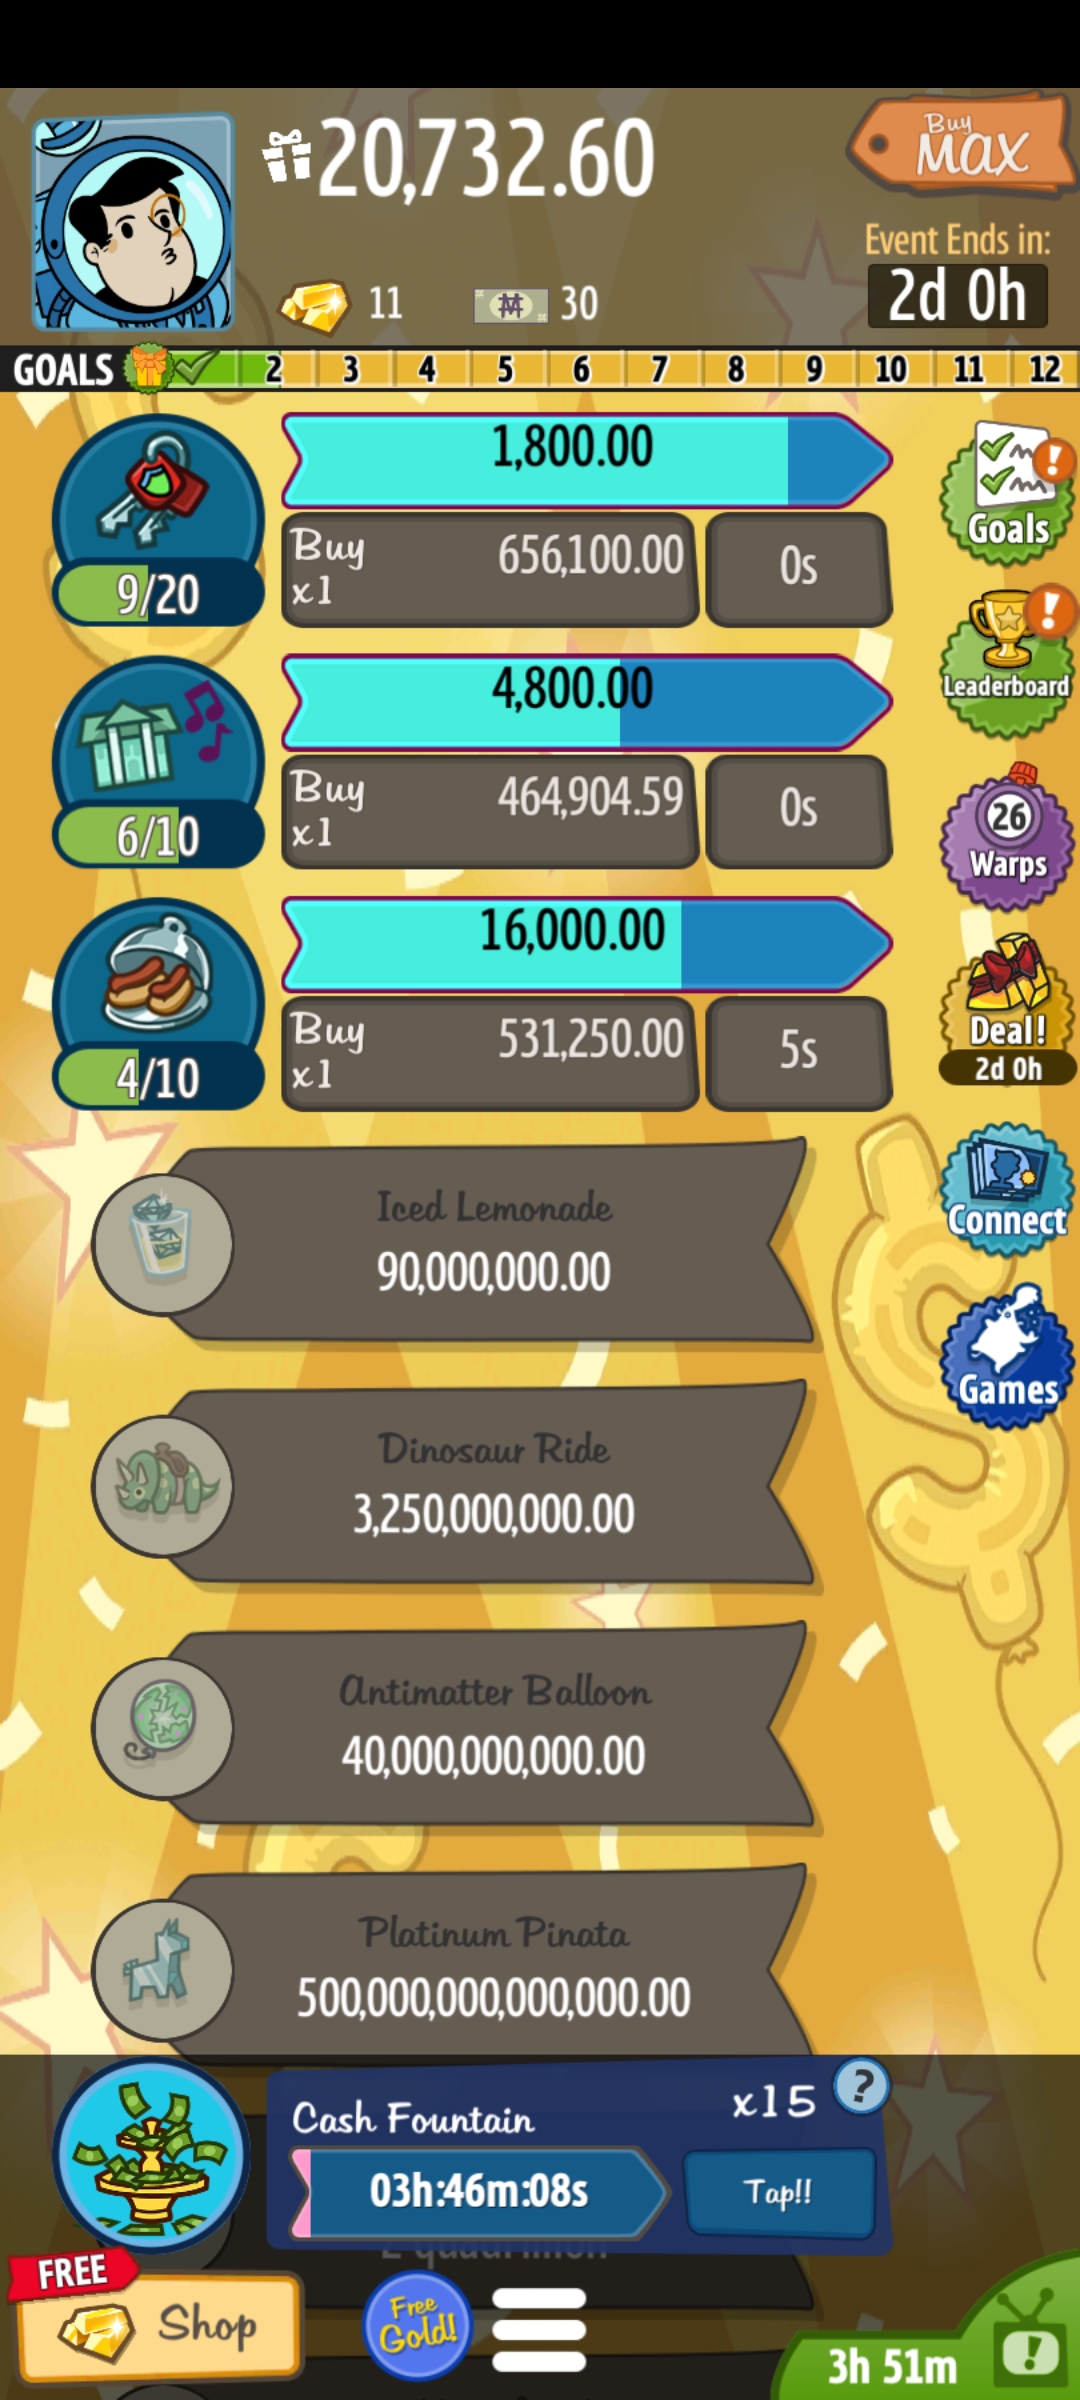 20,732.60
Buy
MAX
Event Ends in:
2d 0h
11
30
GOALS 2 3 4 5 6 7 8 9 10 11 12
1,800.00
9/20
Buy
x1
656,100.00
0s
Goals
4,800.00
6/10
Buy
x1
464,904.59
0s
Leaderboard
26
Warps
16,000.00
4/10
Buy
x1
531,250.00
5s
Deal!
2d 0h
Iced Lemonade
90,000,000.00
Connect
Dinosaur Ride
3,250,000,000.00
Games
Antimatter Balloon
40,000,000,000.00
Platinum Pinata
500,000,000,000,000.00
Cash Fountain
x15
?
03h:46m:08s
Tap!!
FREE
Shop
Free
Gold!
3h 51m